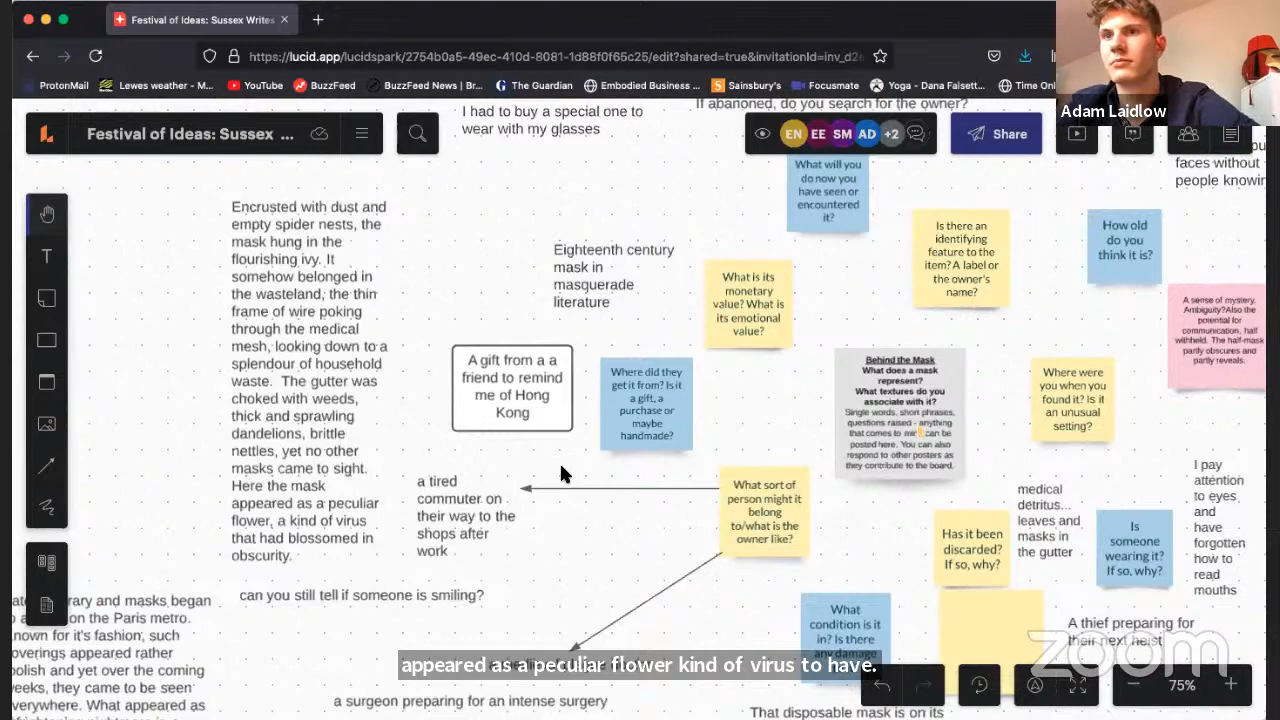 Festival of Ideas: Sussex Writes
https://lucid.app/lucidspark/2754b0a5-49ec-410d-8081-1d88f0f65c25/edit?shared=true&invitationId=inv_d2
ProtonMail
Lewes weather - M...
YouTube
BuzzFeed
BuzzFeed News | Br...
The Guardian
Embodied Business...
Sainsbury's
Focusmate
Yoga - Dana Falsett...
Time Onl
Adam Laidlow
Festival of Ideas: Sussex ...
I had to buy a special one to
wear with my glasses
If abanoned, do you search for the owner?
EN
EE
SM
AD
+2
Share
faces without
people knowin
What will you
do now you
have seen or
encountered
it?
Encrusted with dust and
empty spider nests, the
mask hung in the
flourishing ivy. It
somehow belonged in
the wasteland, the thin
frame of wire poking
through the medical
mesh, looking down to a
splendour of household
waste. The gutter was
choked with weeds,
thick and sprawling
dandelions, brittle
nettles, yet no other
masks came to sight.
Here the mask
appeared as a peculiar
flower, a kind of virus
that had blossomed in
obscurity.
Eighteenth century
mask in
masquerade
literature
What is its
monetary
value? What is
its emotional
value?
Is there an
identifying
feature to the
item? A label or
the owner's
name?
How old
do you
think it is?
A sense of mystery.
Ambiguity?Also the
potential for
communication, half
withheld. The half-mask
partly obscures and
partly reveals.
A gift from a a
friend to remind
me of Hong
Kong
Where did they
get it from? Is it
a gift, a
purchase or
maybe
handmade?
Behind the Mask
What does a mask
represent?
What textures do you
associate with it?
Single words, short phrases,
questions raised - anything
that comes to mind can be
posted here. You can also
respond to other posters as
they contribute to the board.
Where were
you when you
found it? Is it
an unusual
setting?
a tired
commuter on
their way to the
shops after
work
What sort of
person might it
belong
to/what is the
owner like?
Has it been
discarded?
If so, why?
medical
detritus...
leaves and
masks in
the gutter
Is
someone
wearing it?
If so, why?
I pay
attention
to eyes
and
have
forgotten
how to
read
mouths
can you still tell if someone is smiling?
rary and masks began
on the Paris metro.
nown for it's fashion, such
overings appeared rather
olish and yet over the coming
eeks, they came to be seen
verywhere. What appeared as
What
condition is it
in? Is there
any damage
A thief preparing for
their next heist
appeared as a peculiar flower kind of virus to have.
zoom
a surgeon preparing for an intense surgery
That disposable mask is on its
75%